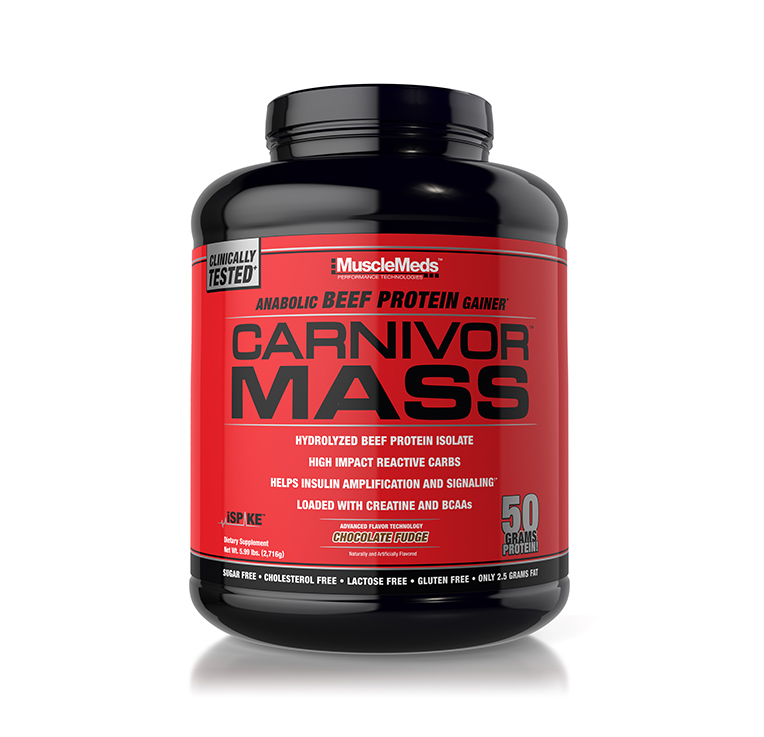 CLINICALLY
TESTED*
MuscleMeds™
PERFORMANCE TECHNOLOGIES
ANABOLIC BEEF PROTEIN GAINER*
CARNIVOR™
MASS
HYDROLYZED BEEF PROTEIN ISOLATE
HIGH IMPACT REACTIVE CARBS
HELPS INSULIN AMPLIFICATION AND SIGNALING*
LOADED WITH CREATINE AND BCAAs
iSPIKE™
ADVANCED FLAVOR TECHNOLOGY
CHOCOLATE FUDGE
Naturally and Artificially Flavored
Dietary Supplement
Net Wt. 5.99 lbs. (2,716g)
50
GRAMS
PROTEIN!
SUGAR FREE • CHOLESTEROL FREE • LACTOSE FREE • GLUTEN FREE • ONLY 2.5 GRAMS FAT